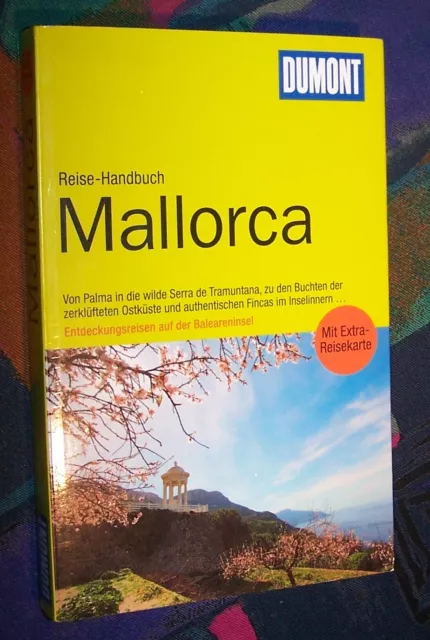 DUMONT
Reise-Handbuch
Mallorca
Von Palma in die wilde Serra de Tramuntana, zu den Buchten der
zerklüfteten Ostküste und authentischen Fincas im Inselinnern ...
Entdeckungsreisen auf der Baleareninsel
Mit Extra-
Reisekarte
Mallorca